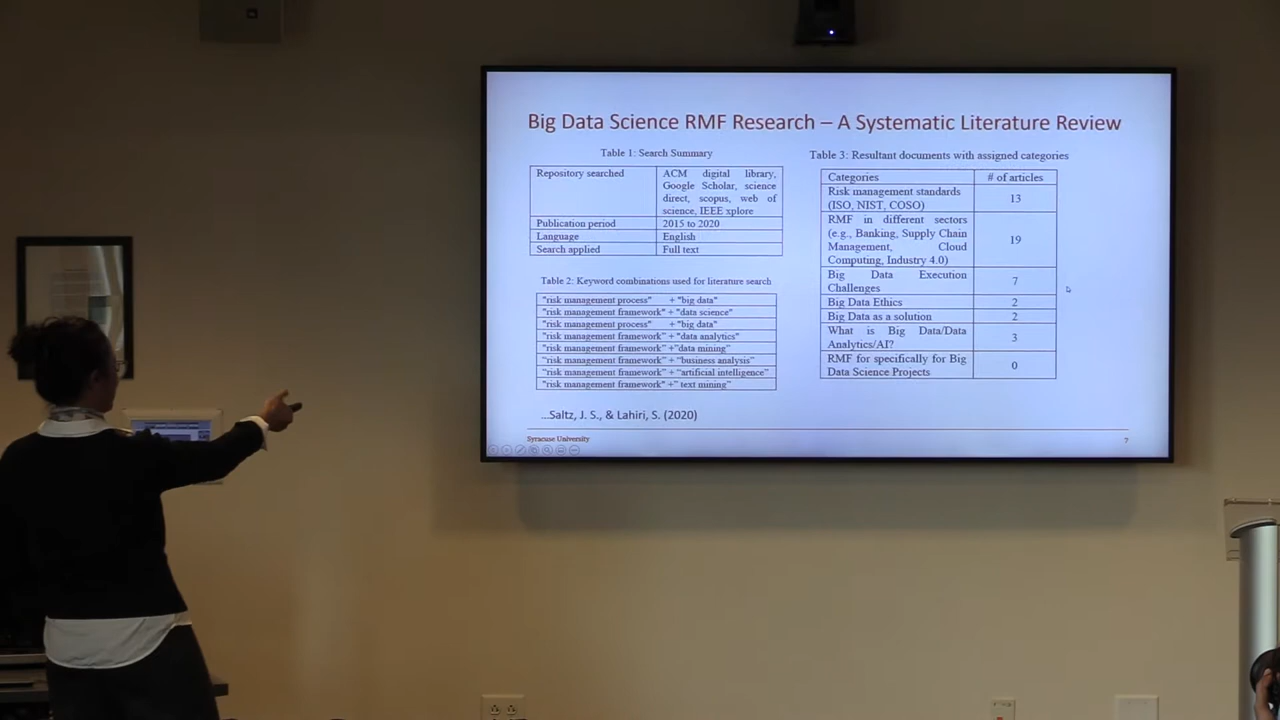 Big Data Science RMF Research – A Systematic Literature Review
Table 1: Search Summary
Repository searched
ACM digital library,
Google Scholar, science
direct, scopus, web of
science, IEEE xplore
Publication period
2015 to 2020
Language
English
Search applied
Full text
Table 2: Keyword combinations used for literature search
"risk management process" + "big data"
"risk management framework" + "data science"
"risk management process" + "big data"
"risk management framework" + "data analytics"
"risk management framework" + "data mining"
"risk management framework" + "business analysis"
"risk management framework" + "artificial intelligence"
"risk management framework" +" text mining"
...Saltz, J. S., & Lahiri, S. (2020)
Table 3: Resultant documents with assigned categories
Categories
# of articles
Risk management standards
(ISO, NIST, COSO)
13
RMF in different sectors
(e.g., Banking, Supply Chain
Management, Cloud
Computing, Industry 4.0)
19
Big Data Execution
Challenges
7
Big Data Ethics
2
Big Data as a solution
2
What is Big Data/Data
Analytics/AI?
3
RMF for specifically for Big
Data Science Projects
0
Syracuse University
7